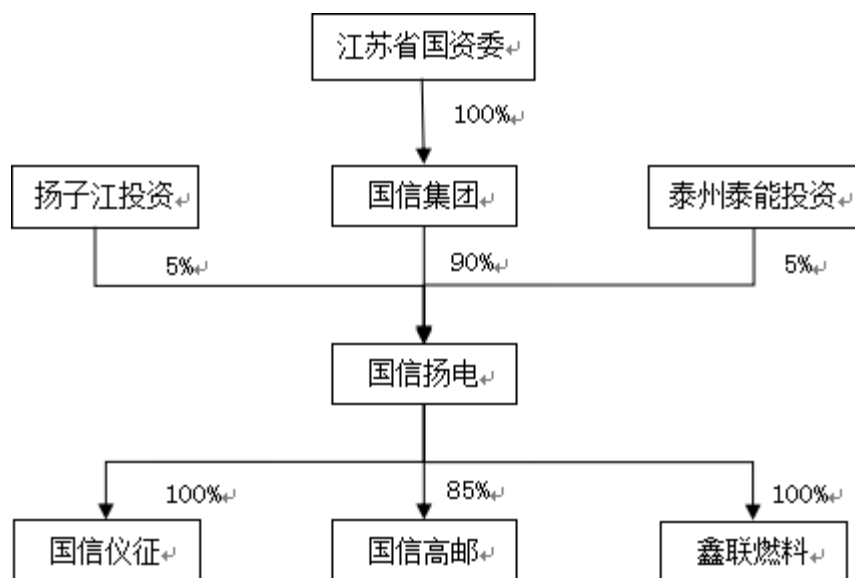 江苏省国资委
100%
扬子江投资
国信集团
泰州泰能投资
5%
90%
5%
国信扬电
100%
85%
100%
国信仪征
国信高邮
鑫联燃料